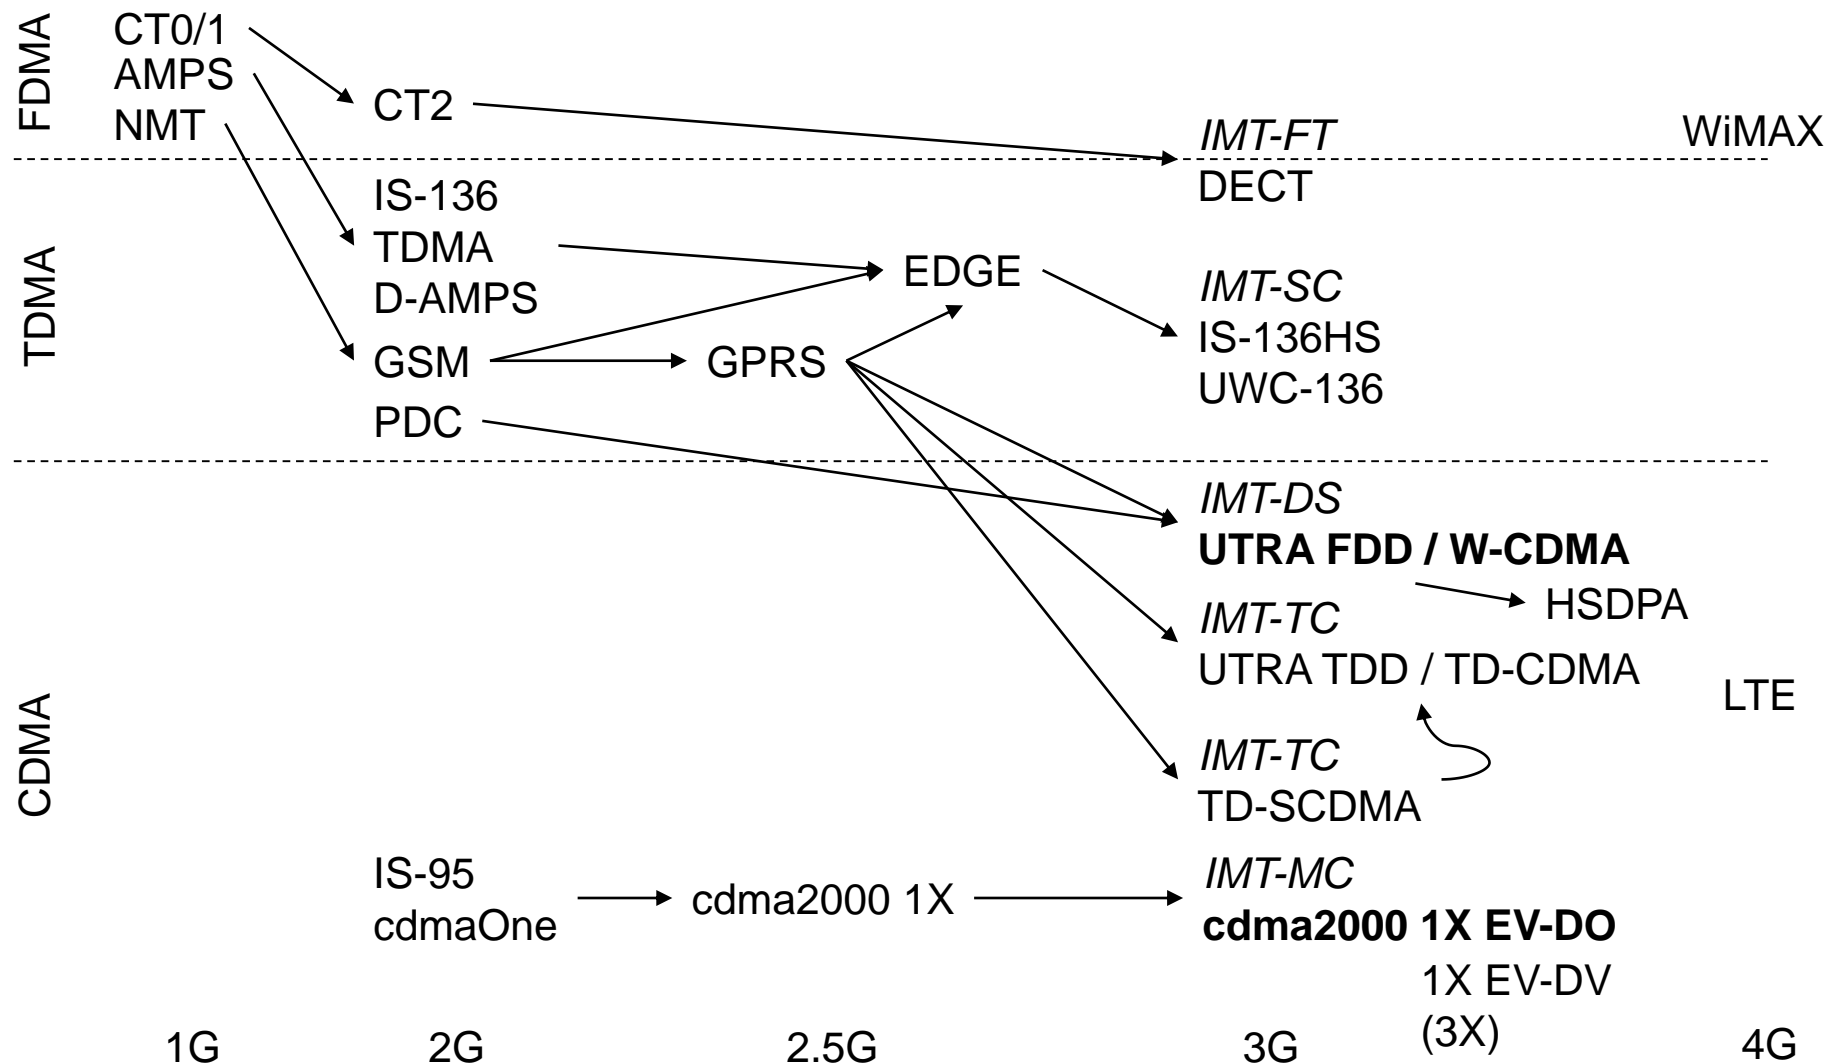 FDMA
CT0/1
AMPS
NMT
CT2
IMT-FT
DECT
WiMAX
TDMA
IS-136
TDMA
D-AMPS
GSM
PDC
GPRS
EDGE
IMT-SC
IS-136HS
UWC-136
CDMA
IMT-DS
UTRA FDD / W-CDMA
HSDPA
IMT-TC
UTRA TDD / TD-CDMA
LTE
IMT-TC
TD-SCDMA
IS-95
cdmaOne
cdma2000 1X
IMT-MC
cdma2000 1X EV-DO
1X EV-DV
(3X)
1G
2G
2.5G
3G
4G